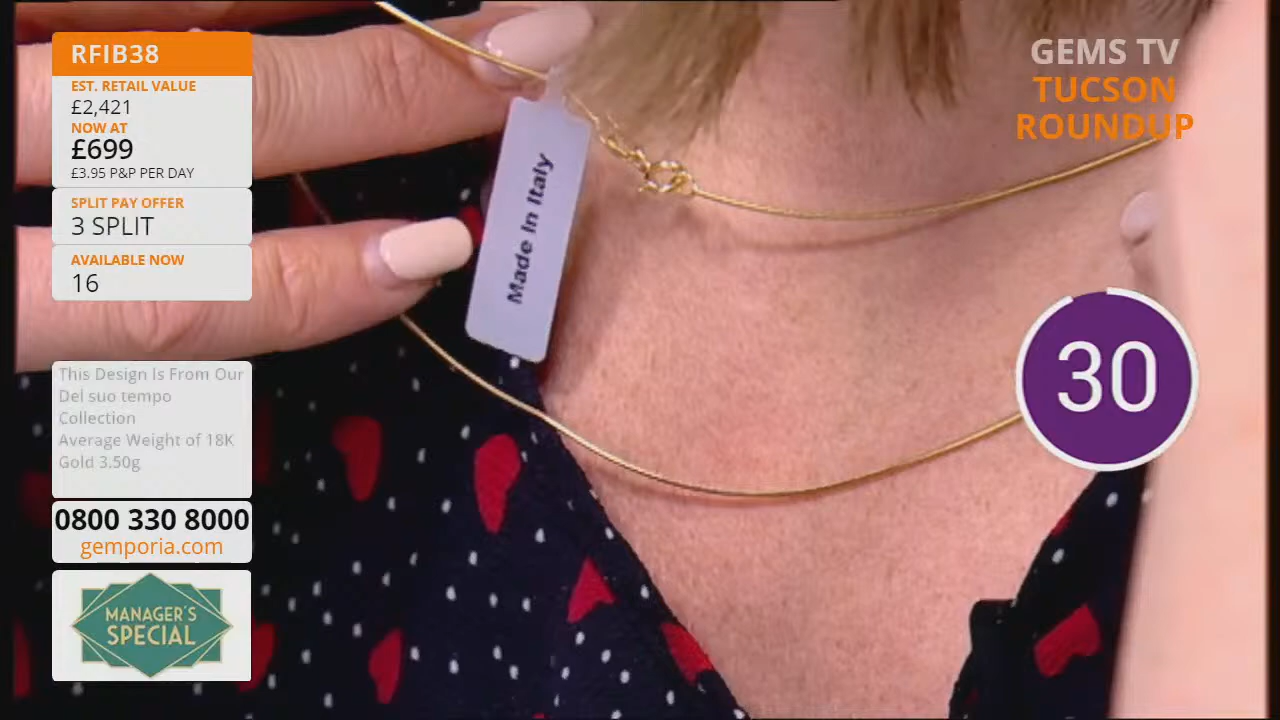 RFIB38
EST. RETAIL VALUE
£2,421
NOW AT
£699
£3.95 P&P PER DAY
SPLIT PAY OFFER
3 SPLIT
AVAILABLE NOW
16
This Design Is From Our
Del suo tempo
Collection
Average Weight of 18K
Gold 3.50g
0800 330 8000
gemporia.com
MANAGER'S
SPECIAL
Made In Italy
GEMS TV
TUCSON
ROUNDUP
30